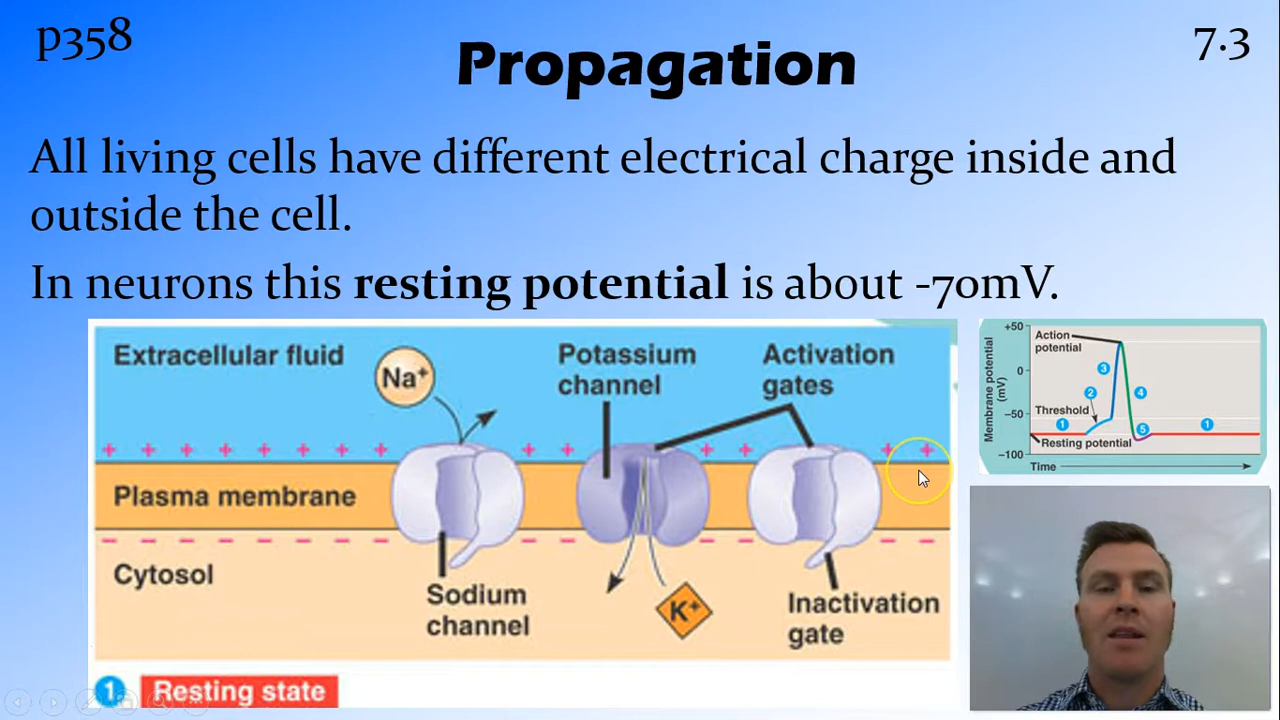 p358
Propagation
7.3
All living cells have different electrical charge inside and
outside the cell.
In neurons this resting potential is about -70mV.
Extracellular fluid
Na+
Potassium
channel
Activation
gates
+ + + + + + + + + +
Plasma membrane
Cytosol
Sodium
channel
K+
Inactivation
gate
1 Resting state
+50
Action
potential
0
3
2
4
Membrane potential
(mV)
-50
Threshold
1
5
1
Resting potential
-100
Time